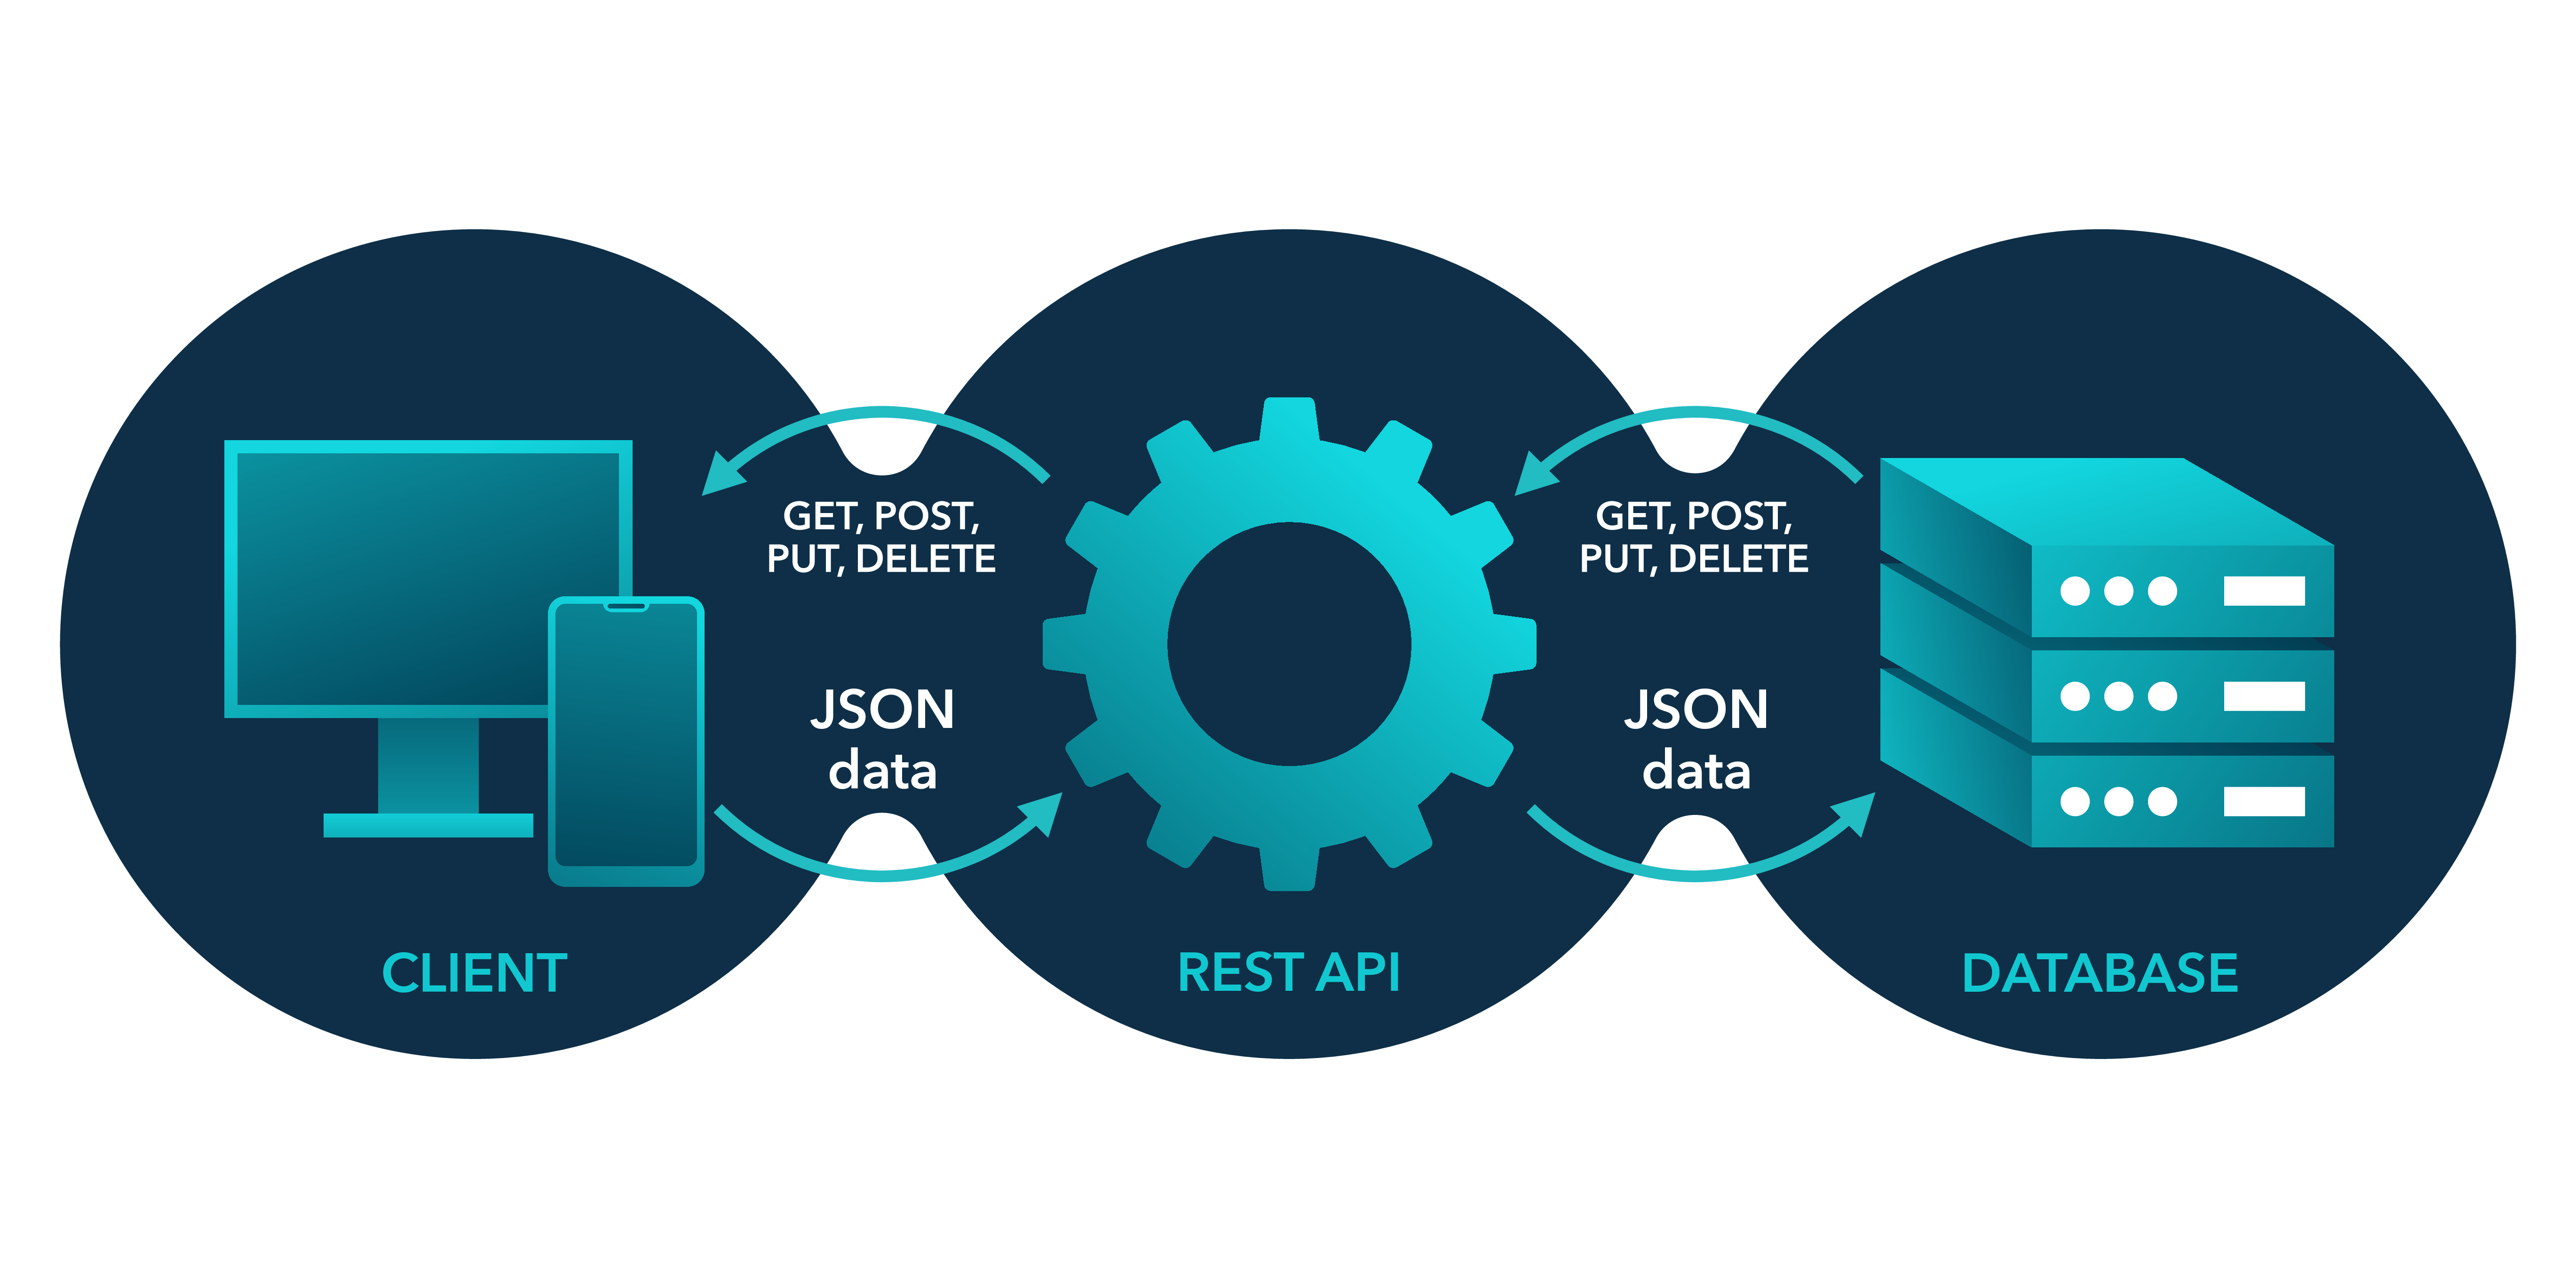 GET, POST,
PUT, DELETE
JSON
data
GET, POST,
PUT, DELETE
JSON
data
CLIENT
REST API
DATABASE